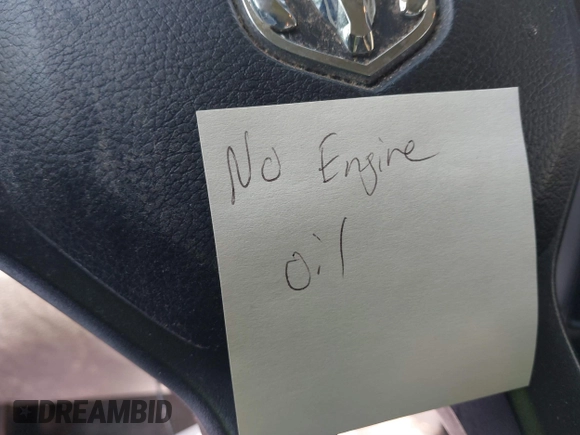 No Engine
oil
DREAMBID